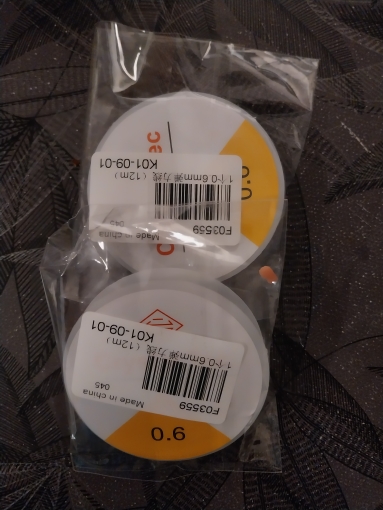 F03559
Made in china
045
1个0.6mm弹力线（12m）
K01-09-01
ec
0.6
F03559
Made in china
045
1个0.6mm弹力线（12m）
K01-09-01
0.6